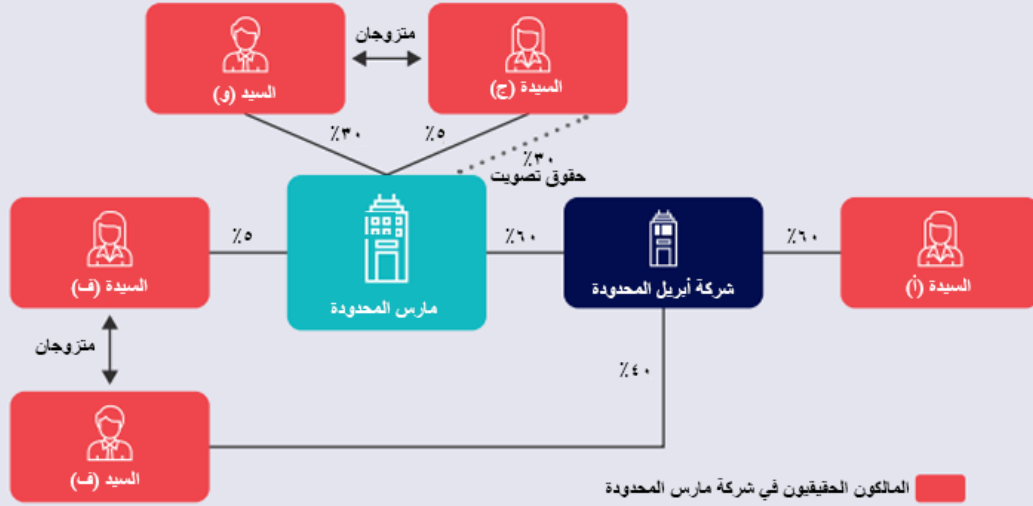 متزوجان
السيد (و)
السيدة (ج)
٪٣٠
٪٥
٪٣٠
حقوق تصويت
السيدة (أ)
٪٦٠
شركة أبريل المحدودة
٪٦٠
مارس المحدودة
٪٥
السيدة (ف)
متزوجان
٪٤٠
السيد (ف)
المالكون الحقيقيون في شركة مارس المحدودة